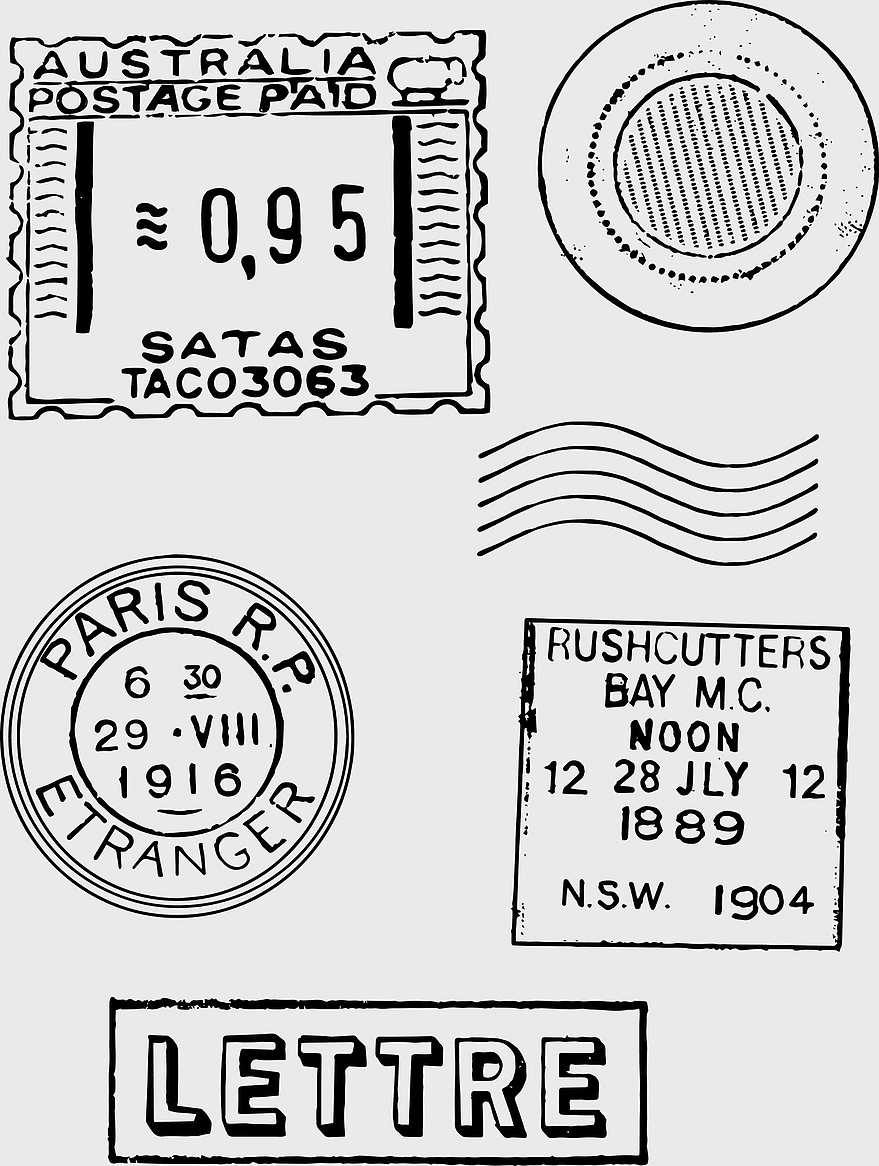 AUSTRALIA
POSTAGE PAID
≈ 0,95
SATAS
TACO3063
PARIS R.P.
6 30
29 ·VIII
1916
ETRANGER
RUSHCUTTERS
BAY M.C.
NOON
12 28 JLY 12
1889
N.S.W. 1904
LETTRE